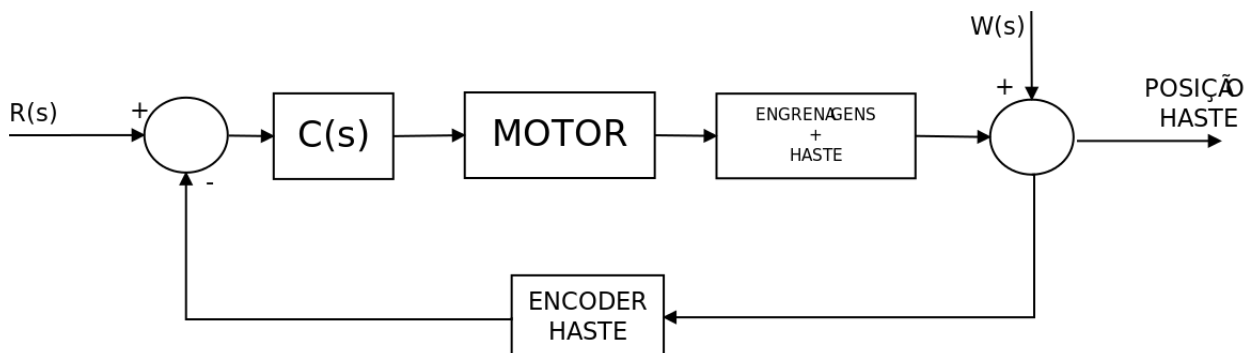 W(s)
R(s)
+
-
C(s)
MOTOR
ENGRENAGENS
+
HASTE
+
POSIÇÃO
HASTE
ENCODER
HASTE